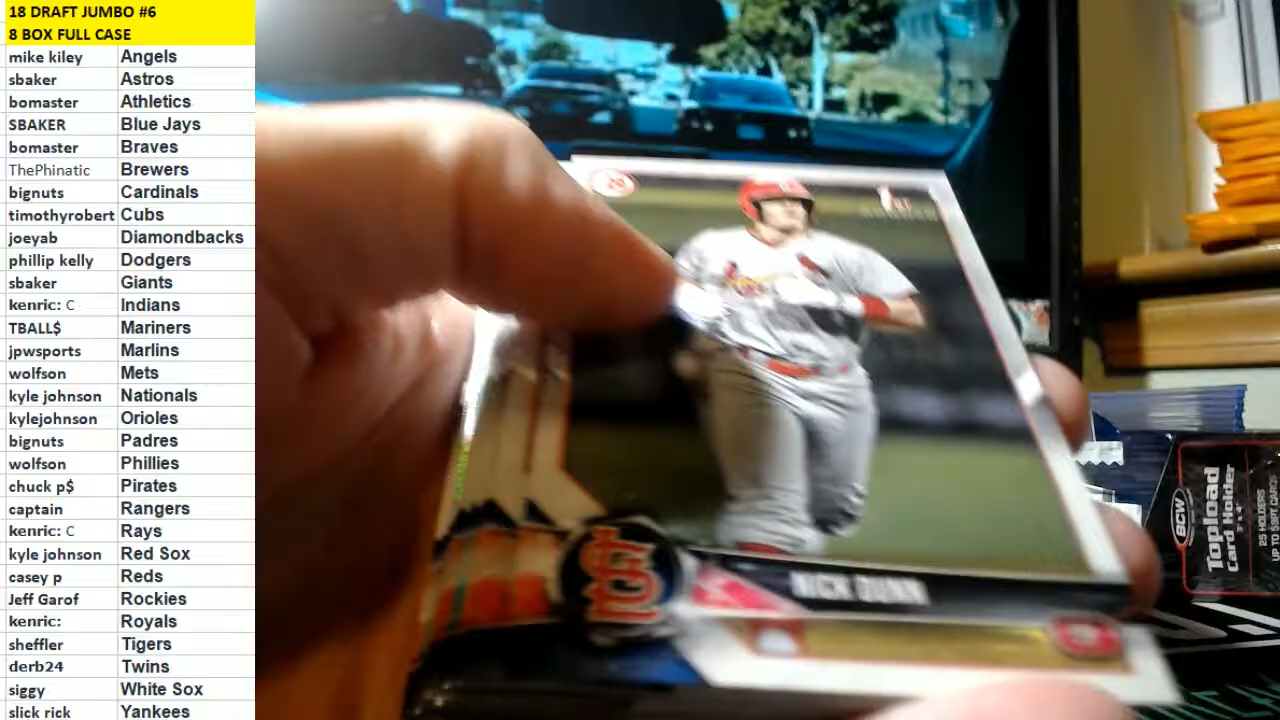 18 DRAFT JUMBO #6
8 BOX FULL CASE
mike kiley Angels
sbaker Astros
bomaster Athletics
SBAKER Blue Jays
bomaster Braves
ThePhinatic Brewers
bignuts Cardinals
timothyrobert Cubs
joeyab Diamondbacks
phillip kelly Dodgers
sbaker Giants
kenric: C Indians
TBALL$ Mariners
jpwsports Marlins
wolfson Mets
kyle johnson Nationals
kylejohnson Orioles
bignuts Padres
wolfson Phillies
chuck p$ Pirates
captain Rangers
kenric: C Rays
kyle johnson Red Sox
casey p Reds
Jeff Garof Rockies
kenric: Royals
sheffler Tigers
derb24 Twins
siggy White Sox
slick rick Yankees
NICK DUNN
BCW
Topload
Card Holder
25 HOLDERS